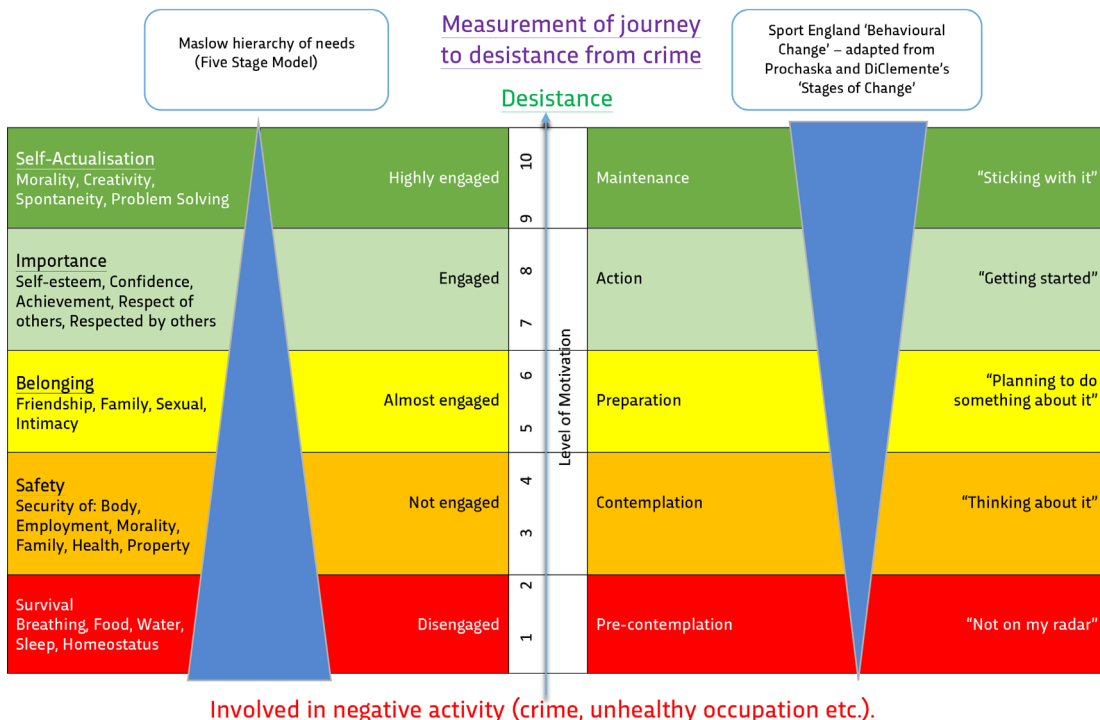 Maslow hierarchy of needs
(Five Stage Model)
Measurement of journey
to desistance from crime
Desistance
Sport England ‘Behavioural
Change’ – adapted from
Prochaska and DiClemente’s
‘Stages of Change’
Self-Actualisation
Morality, Creativity,
Spontaneity, Problem Solving
Highly engaged
10
9
Maintenance
“Sticking with it”
Importance
Self-esteem, Confidence,
Achievement, Respect of
others, Respected by others
Engaged
8
7
Action
“Getting started”
Belonging
Friendship, Family, Sexual,
Intimacy
Almost engaged
6
5
Level of Motivation
Preparation
“Planning to do
something about it”
Safety
Security of: Body,
Employment, Morality,
Family, Health, Property
Not engaged
4
3
Contemplation
“Thinking about it”
Survival
Breathing, Food, Water,
Sleep, Homeostatus
Disengaged
2
1
Pre-contemplation
“Not on my radar”
Involved in negative activity (crime, unhealthy occupation etc.).